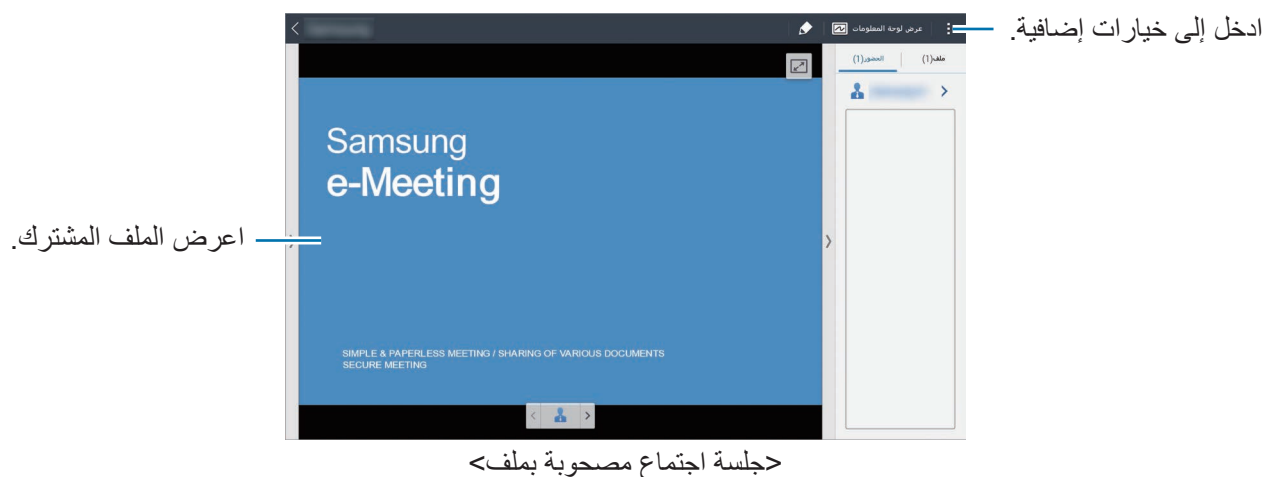 ادخل إلى خيارات إضافية.
عرض لوحة المعلومات
ملف(1)
الحضور(1)
Samsung
e-Meeting
اعرض الملف المشترك.
SIMPLE & PAPERLESS MEETING / SHARING OF VARIOUS DOCUMENTS
SECURE MEETING
<جلسة اجتماع مصحوبة بملف>